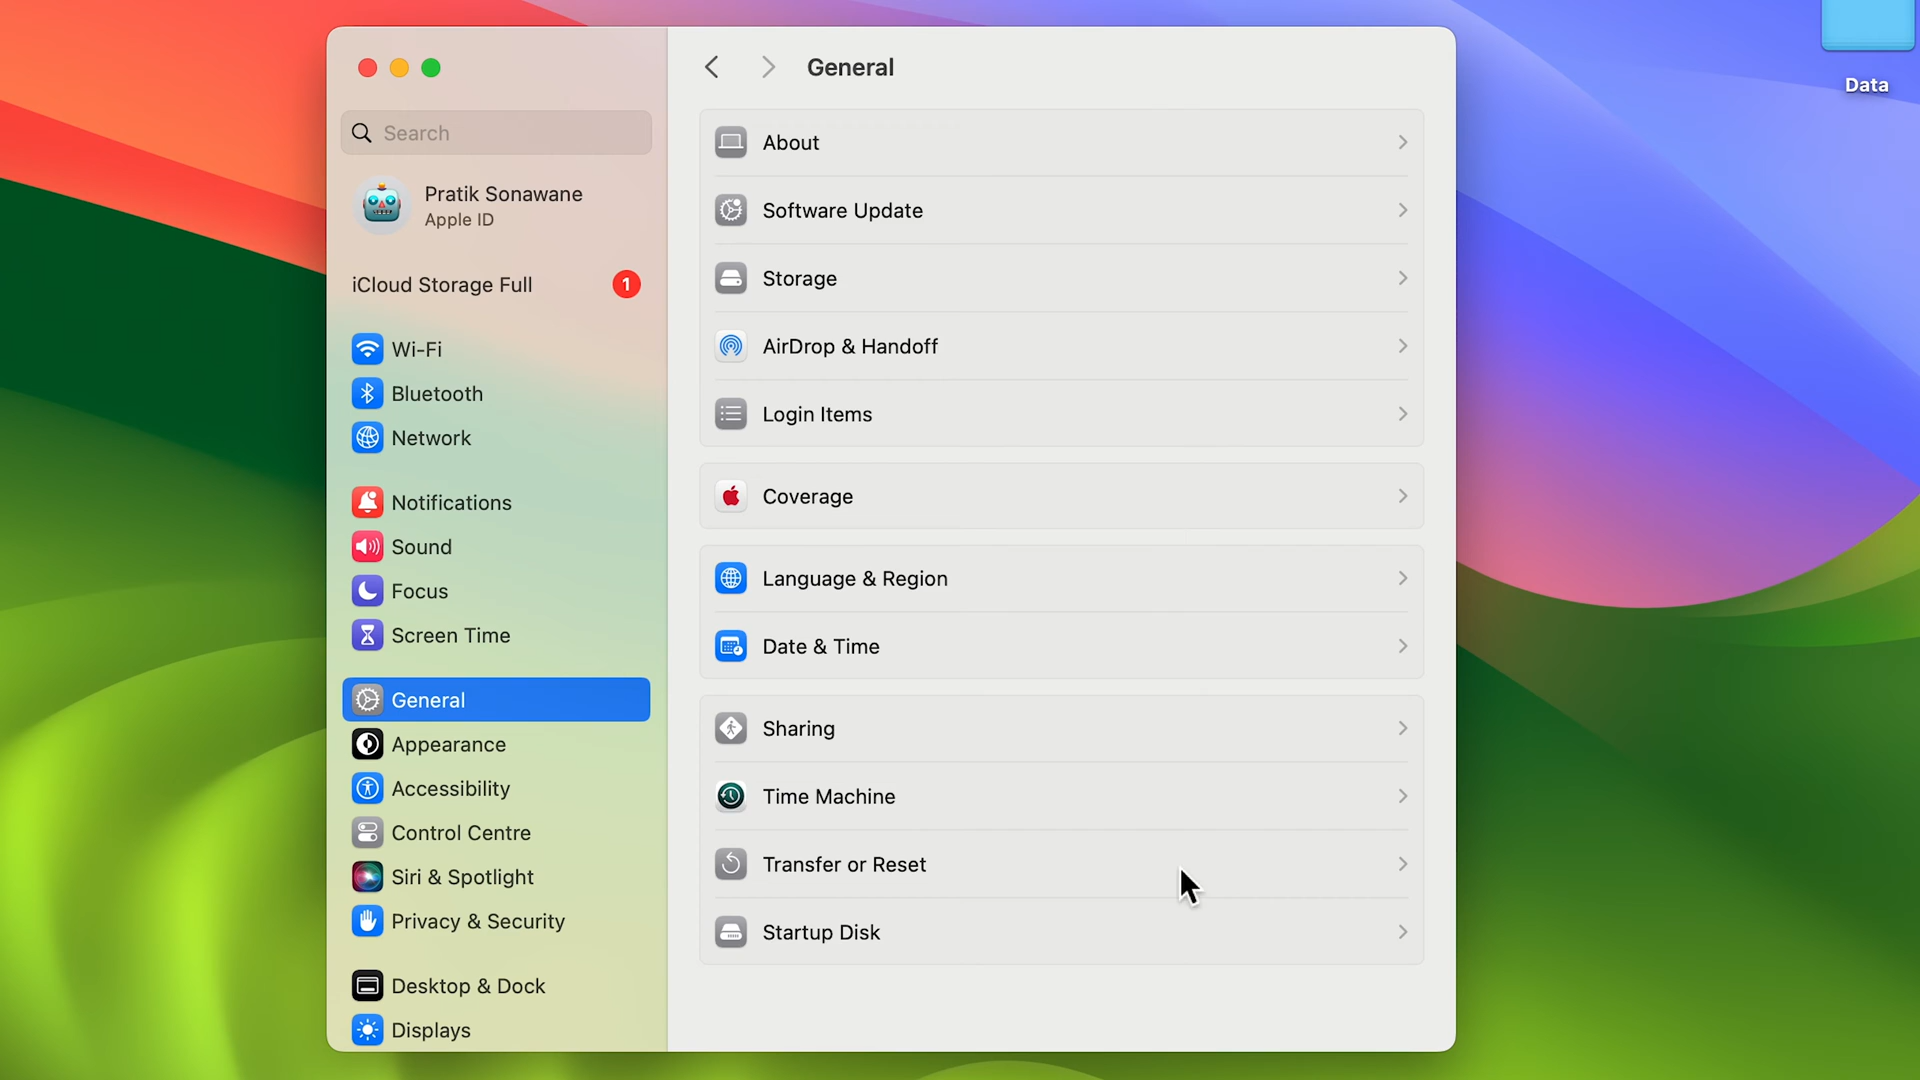 General
Search
Pratik Sonawane
Apple ID
iCloud Storage Full
1
Wi-Fi
Bluetooth
Network
Notifications
Sound
Focus
Screen Time
General
Appearance
Accessibility
Control Centre
Siri & Spotlight
Privacy & Security
Desktop & Dock
Displays
About
Software Update
Storage
AirDrop & Handoff
Login Items
Coverage
Language & Region
Date & Time
Sharing
Time Machine
Transfer or Reset
Startup Disk
Data